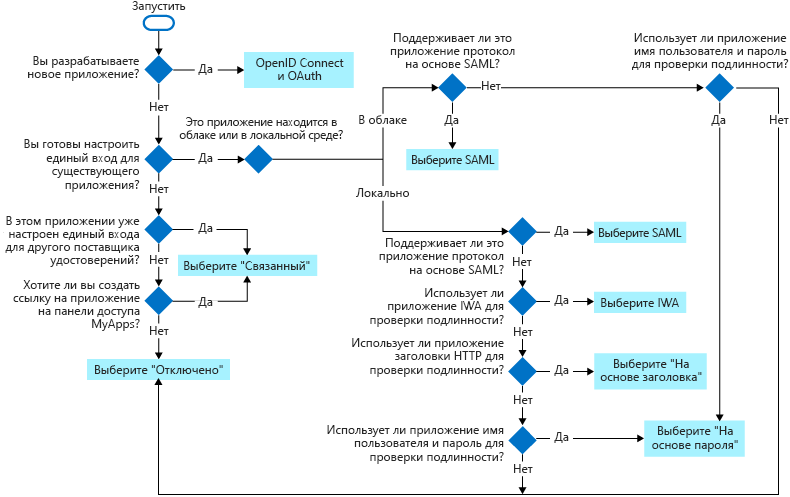 Запустить
Вы разрабатываете
новое приложение?
Да
OpenID Connect
и OAuth
Нет
Вы готовы настроить
единый вход для
существующего
приложения?
Да
Это приложение находится в
облаке или в локальной среде?
Нет
В облаке
Поддерживает ли это
приложение протокол
на основе SAML?
Нет
Да
Выберите SAML
Использует ли приложение
имя пользователя и пароль
для проверки подлинности?
Да
Нет
Локально
В этом приложении уже
настроен единый входа
для другого поставщика
удостоверений?
Да
Нет
Выберите "Связанный"
Хотите ли вы создать
ссылку на приложение
на панели доступа
MyApps?
Да
Нет
Выберите "Отключено"
Поддерживает ли это
приложение протокол
на основе SAML?
Да
Выберите SAML
Нет
Использует ли
приложение IWA для
проверки подлинности?
Да
Выберите IWA
Нет
Использует ли приложение
заголовки HTTP для
проверки подлинности?
Да
Выберите "На
основе заголовка"
Нет
Использует ли приложение имя
пользователя и пароль для
проверки подлинности?
Да
Выберите "На
основе пароля"
Нет